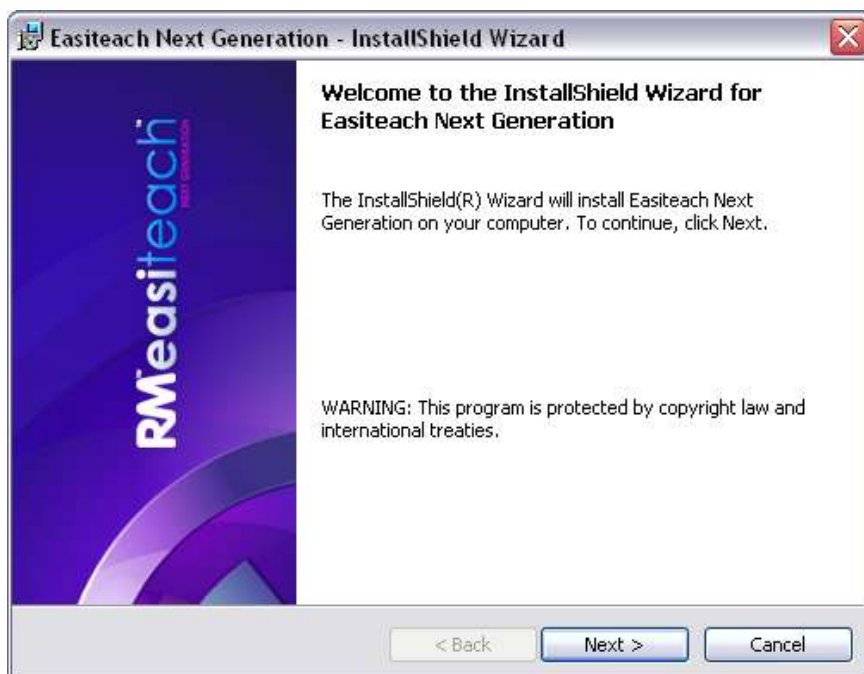 Easiteach Next Generation - InstallShield Wizard
Welcome to the InstallShield Wizard for
Easiteach Next Generation
The InstallShield(R) Wizard will install Easiteach Next
Generation on your computer. To continue, click Next.
WARNING: This program is protected by copyright law and
international treaties.
RM easiteach™
NEXT GENERATION
< Back
Next >
Cancel